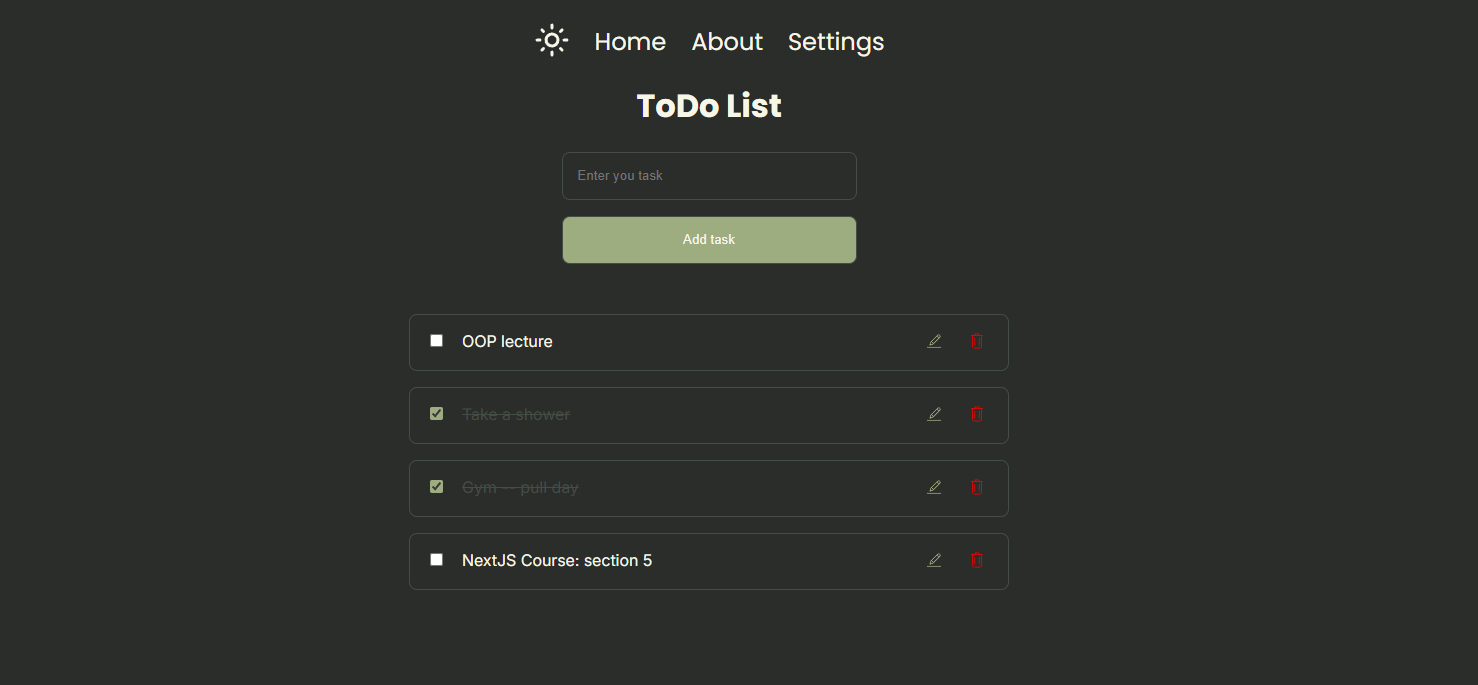 Home About Settings
ToDo List
Enter you task
Add task
OOP lecture
Take a shower
Gym -- pull day
NextJS Course: section 5